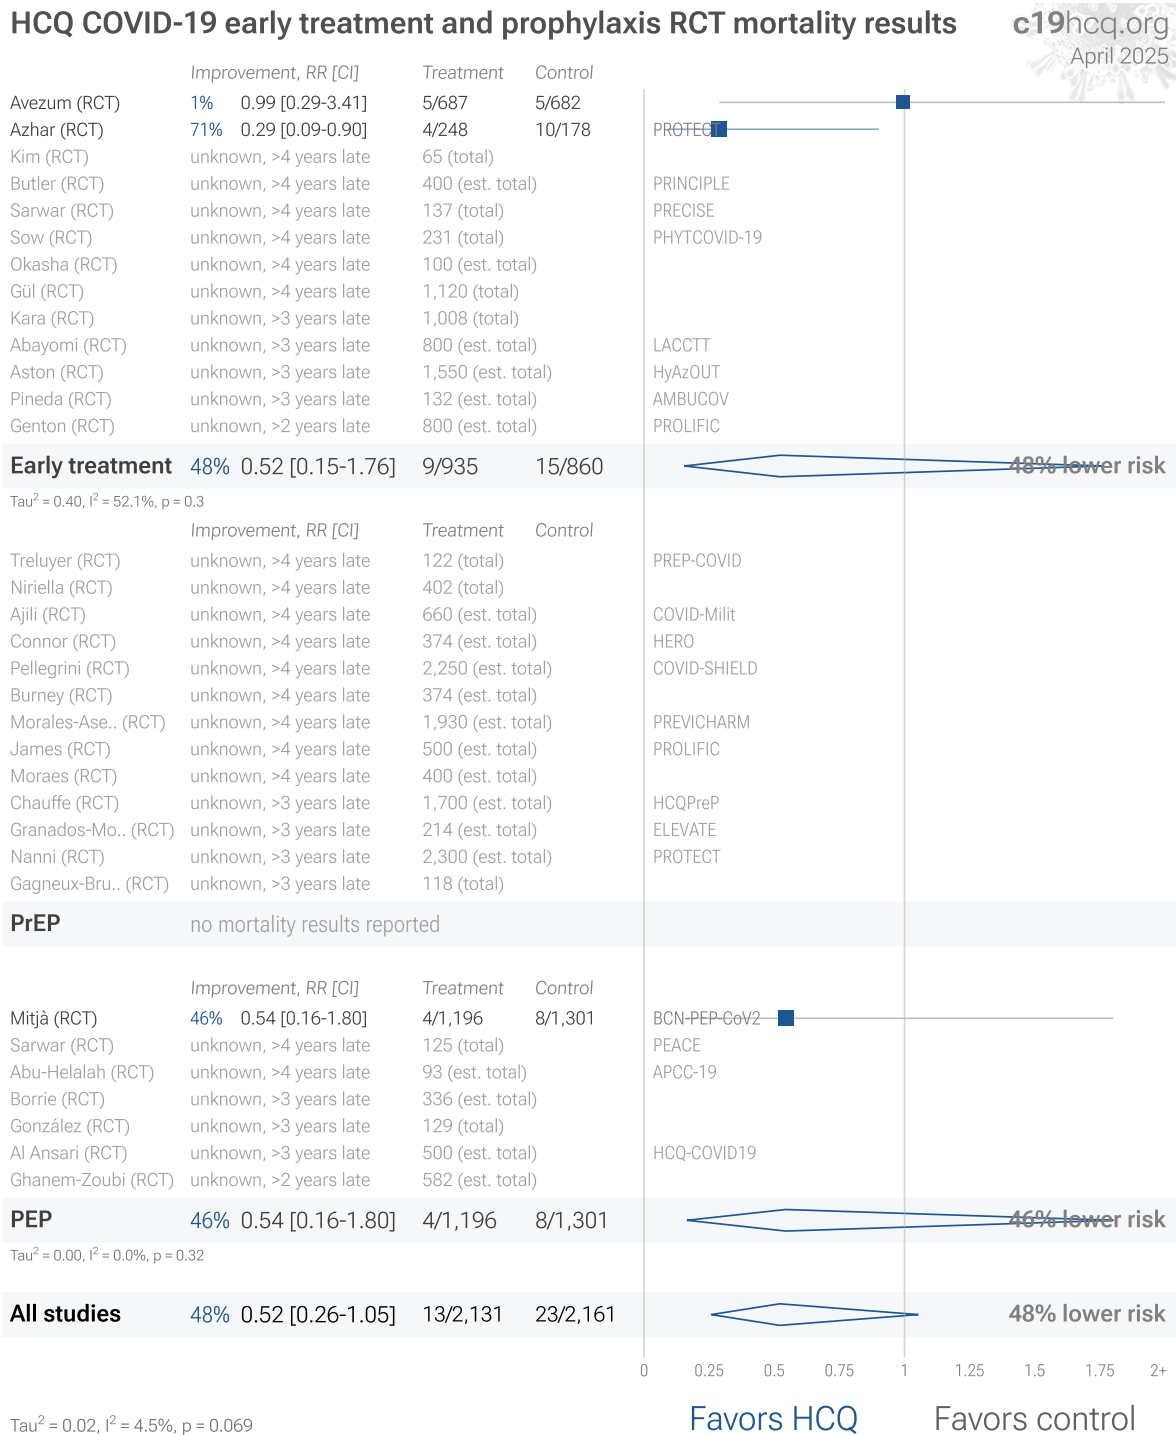 HCQ COVID-19 early treatment and prophylaxis RCT mortality results
c19hcq.org
April 2025
Improvement, RR [CI] Treatment Control
Avezum (RCT) 1% 0.99 [0.29-3.41] 5/687 5/682
Azhar (RCT) 71% 0.29 [0.09-0.90] 4/248 10/178 PROTECT
Kim (RCT) unknown, >4 years late 65 (total)
Butler (RCT) unknown, >4 years late 400 (est. total) PRINCIPLE
Sarwar (RCT) unknown, >4 years late 137 (total) PRECISE
Sow (RCT) unknown, >4 years late 231 (total) PHYTCOVID-19
Okasha (RCT) unknown, >4 years late 100 (est. total)
Gül (RCT) unknown, >4 years late 1,120 (total)
Kara (RCT) unknown, >3 years late 1,008 (total)
Abayomi (RCT) unknown, >3 years late 800 (est. total) LACCTT
Aston (RCT) unknown, >3 years late 1,550 (est. total) HyAzOUT
Pineda (RCT) unknown, >3 years late 132 (est. total) AMBUCOV
Genton (RCT) unknown, >2 years late 800 (est. total) PROLIFIC
Early treatment 48% 0.52 [0.15-1.76] 9/935 15/860 48% lower risk
Tau² = 0.40, I² = 52.1%, p = 0.3
Improvement, RR [CI] Treatment Control
Treluyer (RCT) unknown, >4 years late 122 (total) PREP-COVID
Niriella (RCT) unknown, >4 years late 402 (total)
Ajili (RCT) unknown, >4 years late 660 (est. total) COVID-Milit
Connor (RCT) unknown, >4 years late 374 (est. total) HERO
Pellegrini (RCT) unknown, >4 years late 2,250 (est. total) COVID-SHIELD
Burney (RCT) unknown, >4 years late 374 (est. total)
Morales-Ase.. (RCT) unknown, >4 years late 1,930 (est. total) PREVICHARM
James (RCT) unknown, >4 years late 500 (est. total) PROLIFIC
Moraes (RCT) unknown, >4 years late 400 (est. total)
Chauffe (RCT) unknown, >3 years late 1,700 (est. total) HCQPreP
Granados-Mo.. (RCT) unknown, >3 years late 214 (est. total) ELEVATE
Nanni (RCT) unknown, >3 years late 2,300 (est. total) PROTECT
Gagneux-Bru.. (RCT) unknown, >3 years late 118 (total)
PrEP no mortality results reported
Improvement, RR [CI] Treatment Control
Mitjà (RCT) 46% 0.54 [0.16-1.80] 4/1,196 8/1,301 BCN-PEP-CoV2
Sarwar (RCT) unknown, >4 years late 125 (total) PEACE
Abu-Helalah (RCT) unknown, >4 years late 93 (est. total) APCC-19
Borrie (RCT) unknown, >3 years late 336 (est. total)
González (RCT) unknown, >3 years late 129 (total)
Al Ansari (RCT) unknown, >3 years late 500 (est. total) HCQ-COVID19
Ghanem-Zoubi (RCT) unknown, >2 years late 582 (est. total)
PEP 46% 0.54 [0.16-1.80] 4/1,196 8/1,301 46% lower risk
Tau² = 0.00, I² = 0.0%, p = 0.32
All studies 48% 0.52 [0.26-1.05] 13/2,131 23/2,161 48% lower risk
0 0.25 0.5 0.75 1 1.25 1.5 1.75 2+
Tau² = 0.02, I² = 4.5%, p = 0.069
Favors HCQ Favors control